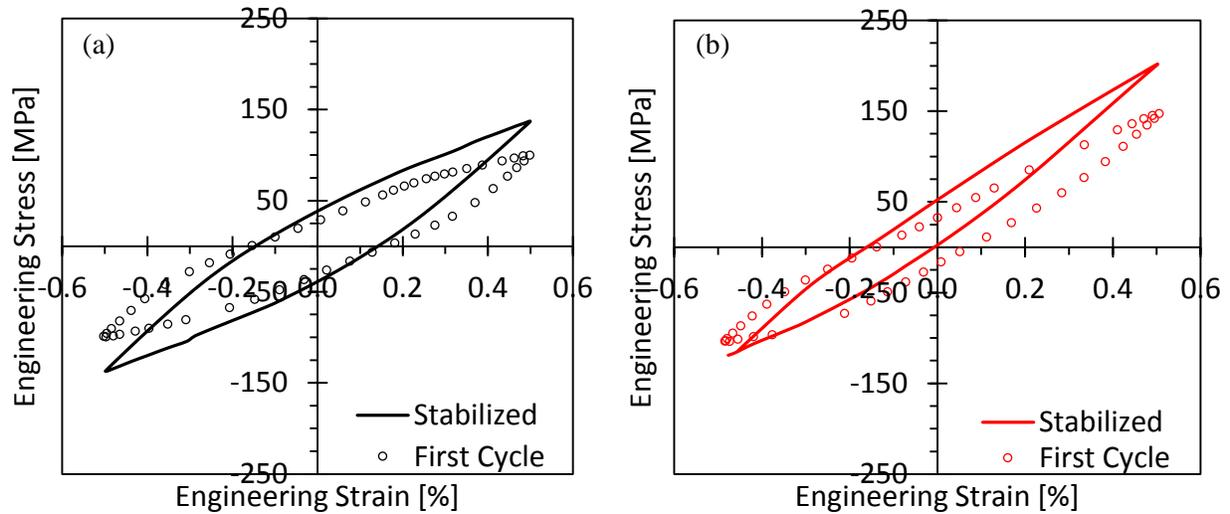 (a)
250
150
50
-50
-150
-250
-0.6 -0.4 -0.2 0.0 0.2 0.4 0.6
Engineering Stress [MPa]
Engineering Strain [%]
Stabilized
First Cycle
(b)
250
150
50
-50
-150
-250
-0.6 -0.4 -0.2 0.0 0.2 0.4 0.6
Engineering Stress [MPa]
Engineering Strain [%]
Stabilized
First Cycle